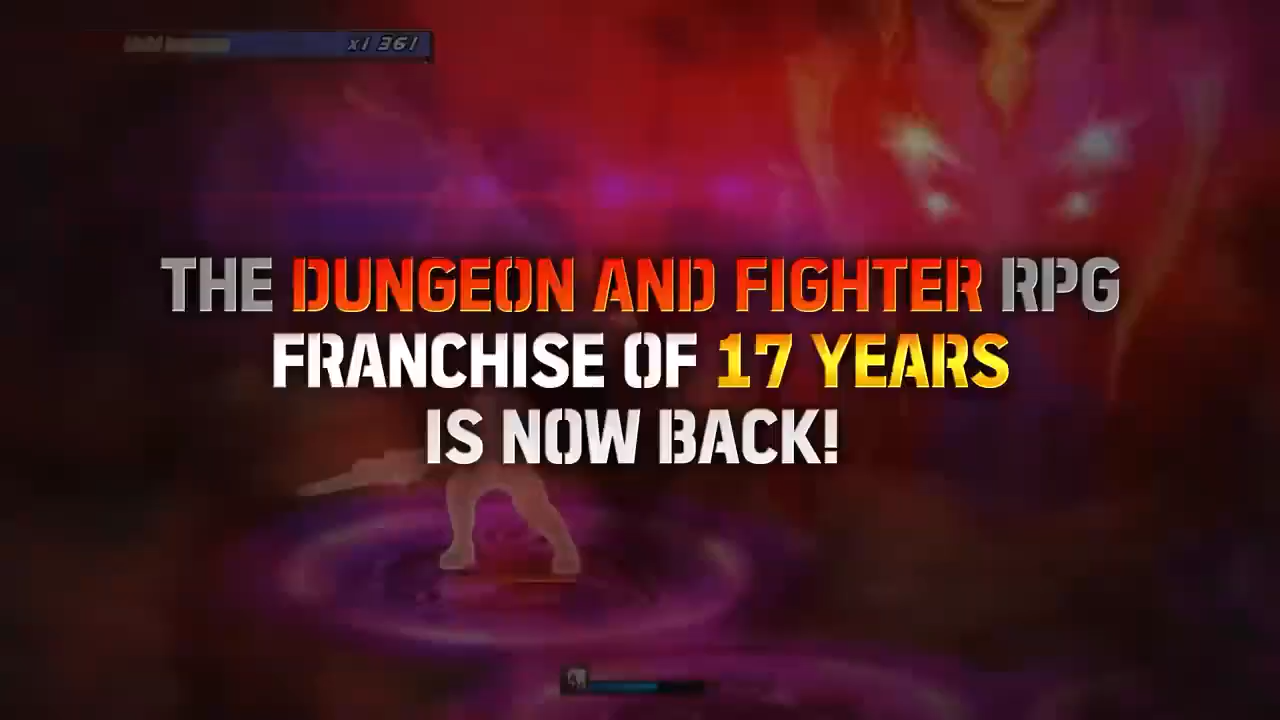 x1 361
THE DUNGEON AND FIGHTER RPG
FRANCHISE OF 17 YEARS
IS NOW BACK!